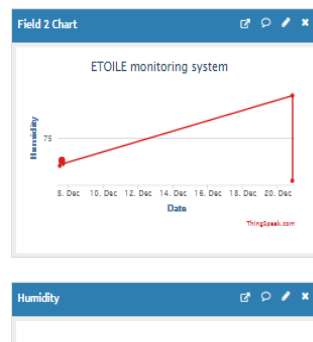 Field 2 Chart
ETOILE monitoring system
Humidity
75
8. Dec 10. Dec 12. Dec 14. Dec 16. Dec 18. Dec 20. Dec
Date
ThingSpeak.com
Humidity